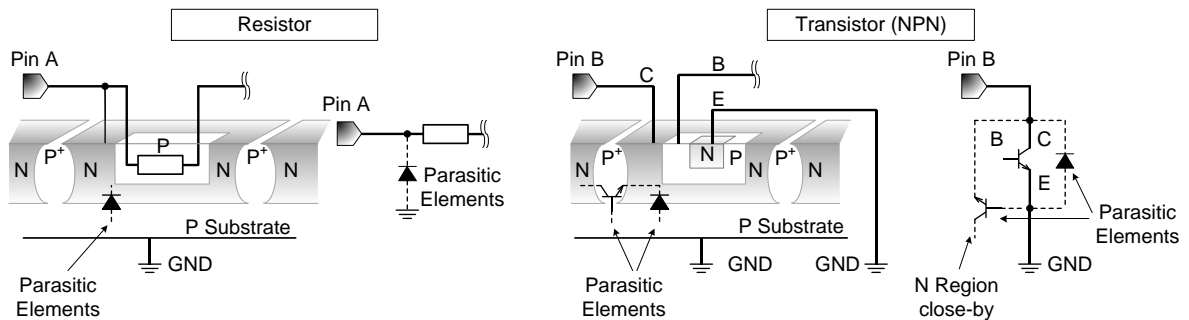 Resistor
Transistor (NPN)
Pin A
Pin A
P
N
P+
N
N
P+
N
Parasitic
Elements
P Substrate
GND
Parasitic
Elements
Pin B
C
B
E
N
P+
N
N
P
N
P+
N
P Substrate
GND
GND
Parasitic
Elements
Pin B
B
C
E
Parasitic
Elements
GND
N Region
close-by